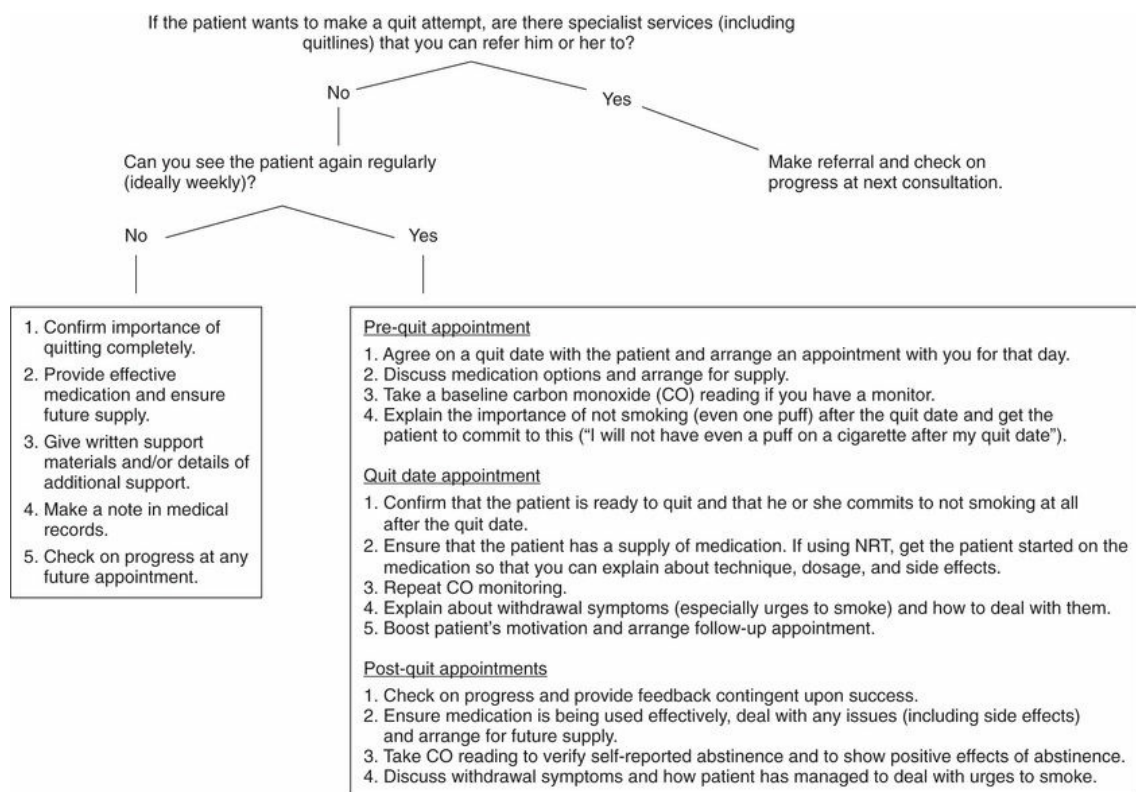 If the patient wants to make a quit attempt, are there specialist services (including
quitlines) that you can refer him or her to?
No
Yes
Can you see the patient again regularly
(ideally weekly)?
Make referral and check on
progress at next consultation.
No
Yes
1. Confirm importance of
quitting completely.
2. Provide effective
medication and ensure
future supply.
3. Give written support
materials and/or details of
additional support.
4. Make a note in medical
records.
5. Check on progress at any
future appointment.
Pre-quit appointment
1. Agree on a quit date with the patient and arrange an appointment with you for that day.
2. Discuss medication options and arrange for supply.
3. Take a baseline carbon monoxide (CO) reading if you have a monitor.
4. Explain the importance of not smoking (even one puff) after the quit date and get the
patient to commit to this (“I will not have even a puff on a cigarette after my quit date”).
Quit date appointment
1. Confirm that the patient is ready to quit and that he or she commits to not smoking at all
after the quit date.
2. Ensure that the patient has a supply of medication. If using NRT, get the patient started on the
medication so that you can explain about technique, dosage, and side effects.
3. Repeat CO monitoring.
4. Explain about withdrawal symptoms (especially urges to smoke) and how to deal with them.
5. Boost patient’s motivation and arrange follow-up appointment.
Post-quit appointments
1. Check on progress and provide feedback contingent upon success.
2. Ensure medication is being used effectively, deal with any issues (including side effects)
and arrange for future supply.
3. Take CO reading to verify self-reported abstinence and to show positive effects of abstinence.
4. Discuss withdrawal symptoms and how patient has managed to deal with urges to smoke.